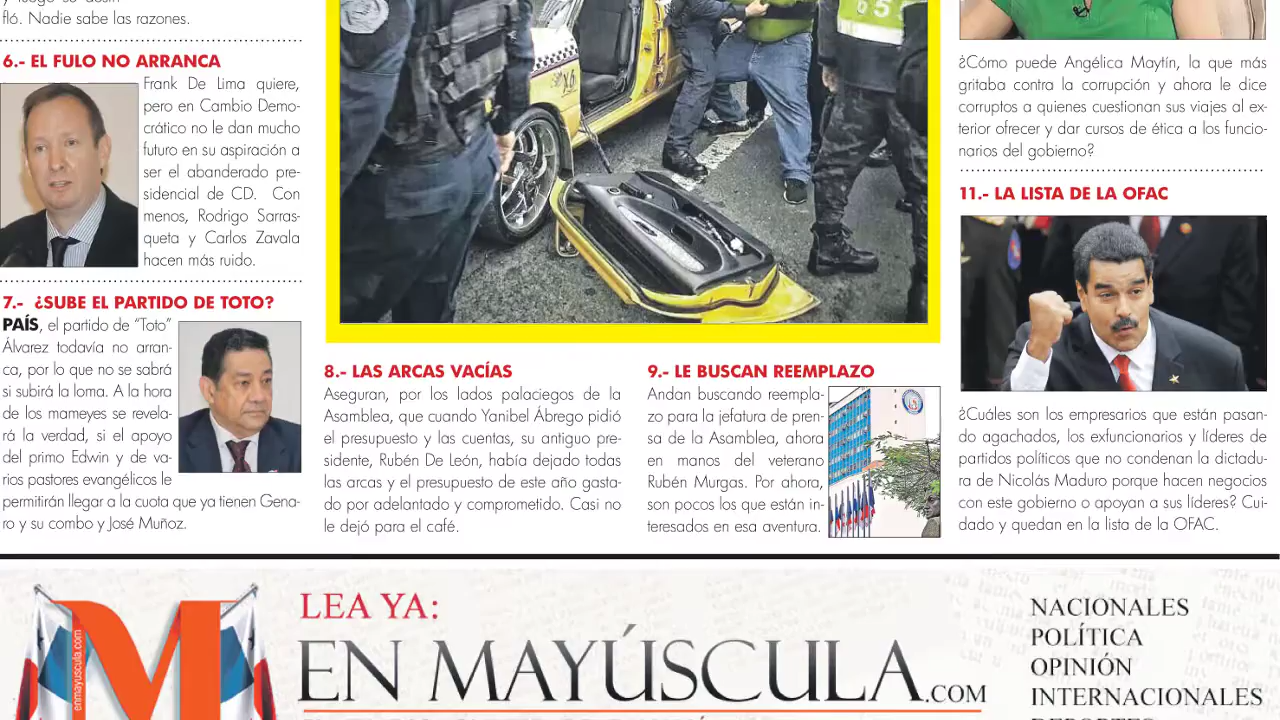 fló. Nadie sabe las razones.
6.- EL FULO NO ARRANCA
Frank De Lima quiere,
pero en Cambio Demo-
crático no le dan mucho
futuro en su aspiración a
ser el abanderado pre-
sidencial de CD. Con
menos, Rodrigo Sarras-
queta y Carlos Zavala
hacen más ruido.
7.- ¿SUBE EL PARTIDO DE TOTO?
PAÍS, el partido de “Toto”
Álvarez todavía no arran-
ca, por lo que no se sabrá
si subirá la loma. A la hora
de los mameyes se revela-
rá la verdad, si el apoyo
del primo Edwin y de va-
rios pastores evangélicos le
permitirán llegar a la cuota que ya tienen Gena-
ro y su combo y José Muñoz.
8.- LAS ARCAS VACÍAS
Aseguran, por los lados palaciegos de la
Asamblea, que cuando Yanibel Ábrego pidió
el presupuesto y las cuentas, su antiguo pre-
sidente, Rubén De León, había dejado todas
las arcas y el presupuesto de este año gasta-
do por adelantado y comprometido. Casi no
le dejó para el café.
9.- LE BUSCAN REEMPLAZO
Andan buscando reempla-
zo para la jefatura de pren-
sa de la Asamblea, ahora
en manos del veterano
Rubén Murgas. Por ahora,
son pocos los que están in-
teresados en esa aventura.
¿Cómo puede Angélica Maytín, la que más
gritaba contra la corrupción y ahora le dice
corruptos a quienes cuestionan sus viajes al ex-
terior ofrecer y dar cursos de ética a los funcio-
narios del gobierno?
11.- LA LISTA DE LA OFAC
¿Cuáles son los empresarios que están pasan-
do agachados, los exfuncionarios y líderes de
partidos políticos que no condenan la dictadu-
ra de Nicolás Maduro porque hacen negocios
con este gobierno o apoyan a sus líderes? Cui-
dado y quedan en la lista de la OFAC.
M
enmayuscula.com
LEA YA:
EN MAYÚSCULA.COM
NACIONALES
POLÍTICA
OPINIÓN
INTERNACIONALES
DEPORTES